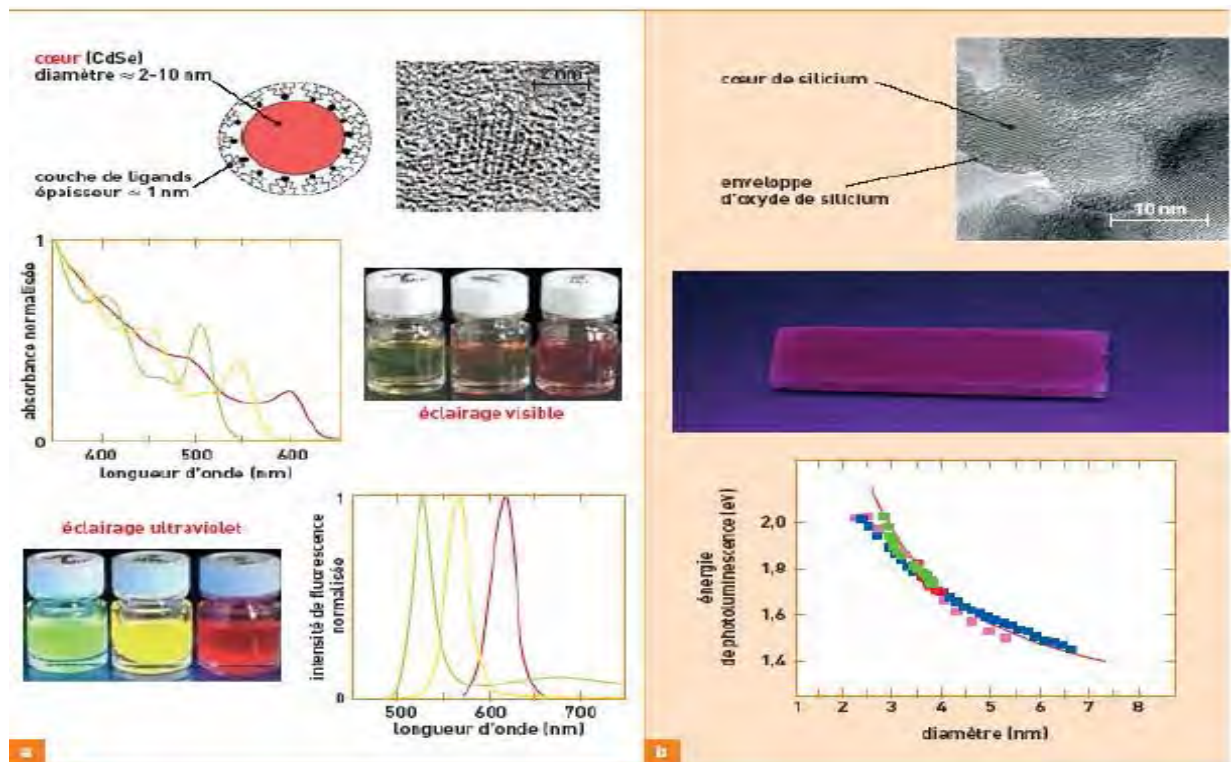 cœur (CdSe)
diamètre ≈ 2-10 nm
couche de ligands
épaisseur ≈ 1 nm
2 nm
absorbance normalisée
1
0
400
500
600
longueur d'onde (nm)
éclairage visible
éclairage ultraviolet
intensité de fluorescence
normalisée
1
0
500
600
700
longueur d'onde (nm)
a
cœur de silicium
enveloppe
d'oxyde de silicium
10 nm
énergie
de photoluminescence (eV)
2,0
1,8
1,6
1,4
1
2
3
4
5
6
7
8
diamètre (nm)
b